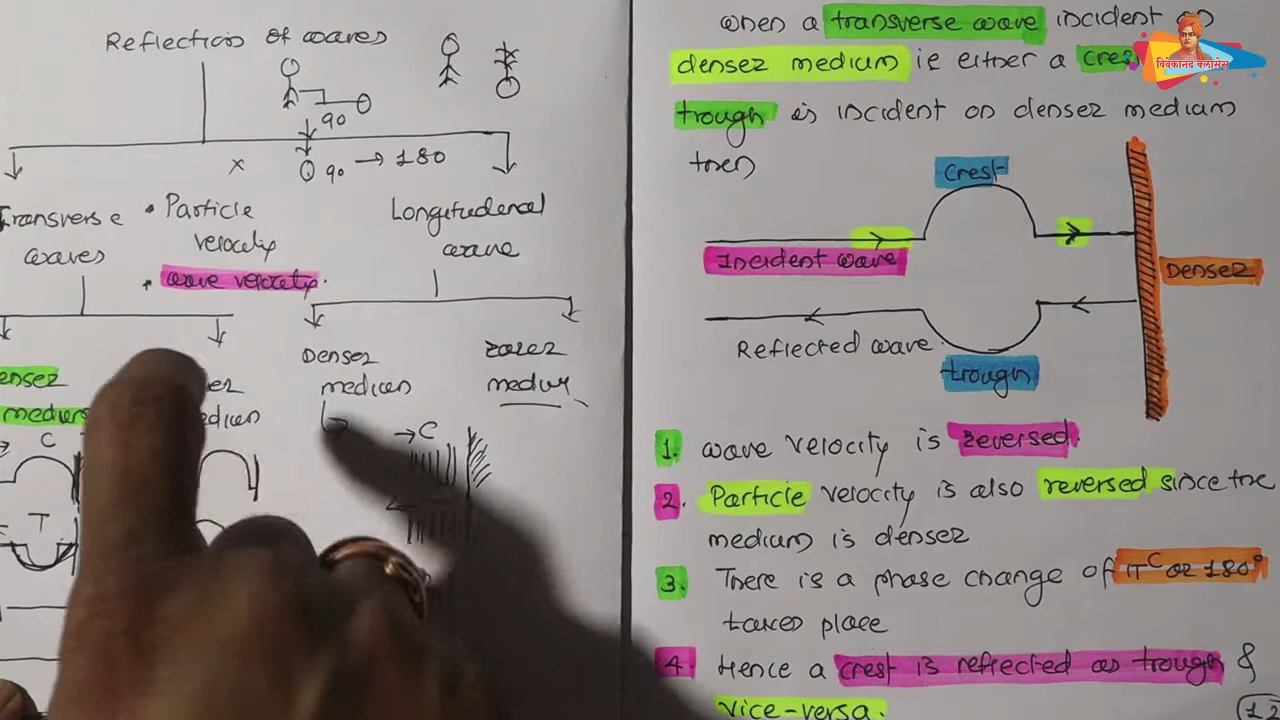 Reflection of waves
90
x
90 → 180
Transverse
waves
• Particle
velocity
• wave velocity.
Longitudenal
wave
Denser
medium
rarer
medium
C
T
C
when a transverse wave incident on
denser medium ie either a crest
trough is incident on denser medium
then
crest
Incident wave
Denser
Reflected wave
trough
1. wave velocity is reversed.
2. Particle velocity is also reversed since the
medium is denser
3. There is a phase change of π^c or 180°
takes place
4. Hence a crest is reflected as trough &
vice-versa.
विवेकानंद क्लासेस